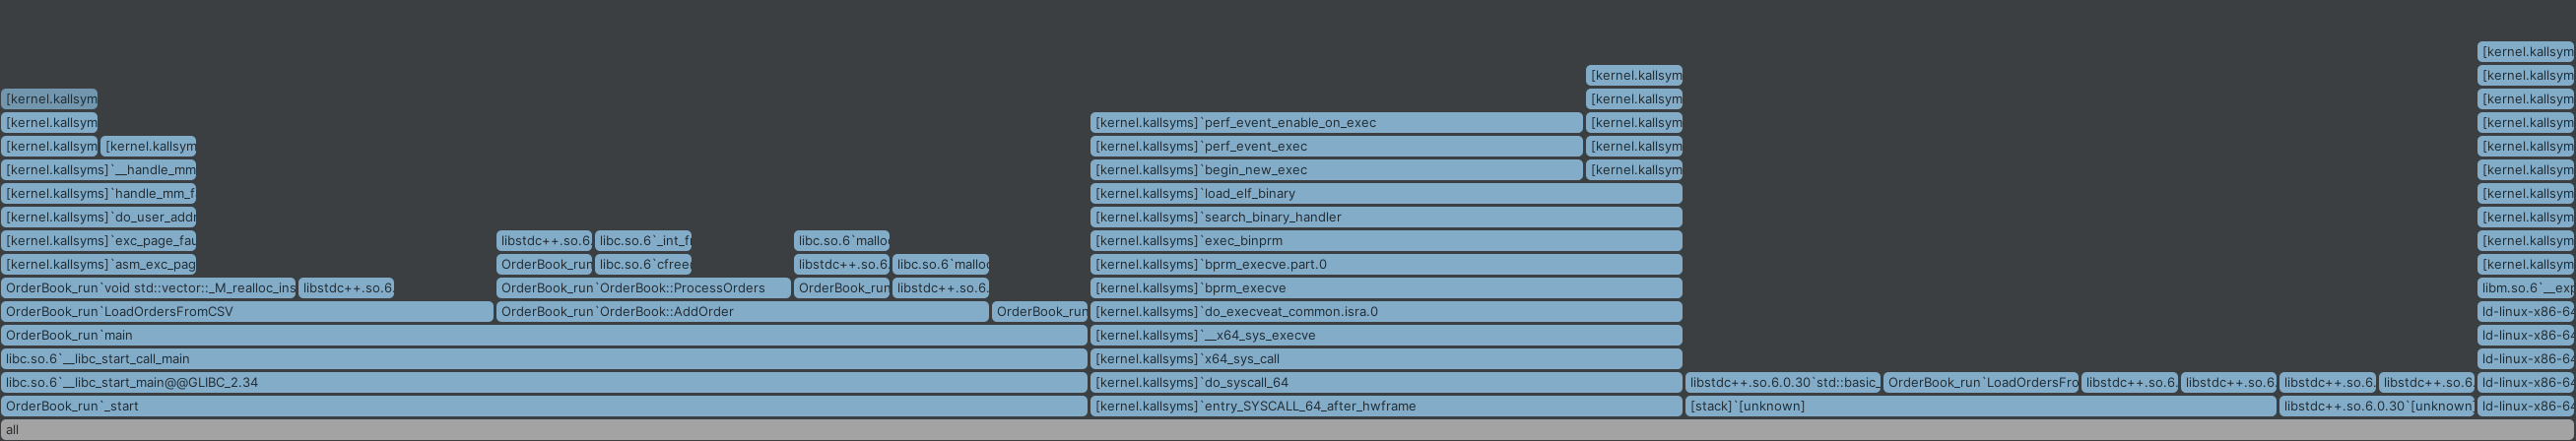 [kernel.kallsym
[kernel.kallsym [kernel.kallsym
[kernel.kallsym [kernel.kallsym [kernel.kallsym
[kernel.kallsym [kernel.kallsyms]`perf_event_enable_on_exec [kernel.kallsym [kernel.kallsym
[kernel.kallsym [kernel.kallsym [kernel.kallsyms]`perf_event_exec [kernel.kallsym [kernel.kallsym
[kernel.kallsyms]`__handle_mm [kernel.kallsyms]`begin_new_exec [kernel.kallsym [kernel.kallsym
[kernel.kallsyms]`handle_mm_f [kernel.kallsyms]`load_elf_binary [kernel.kallsym
[kernel.kallsyms]`do_user_addr [kernel.kallsyms]`search_binary_handler [kernel.kallsym
[kernel.kallsyms]`exc_page_fau libstdc++.so.6. libc.so.6`_int_fr libc.so.6`malloc [kernel.kallsyms]`exec_binprm [kernel.kallsym
[kernel.kallsyms]`asm_exc_pag OrderBook_run libc.so.6`cfree libstdc++.so.6. libc.so.6`malloc [kernel.kallsyms]`bprm_execve.part.0 [kernel.kallsym
OrderBook_run`void std::vector::_M_realloc_ins libstdc++.so.6. OrderBook_run`OrderBook::ProcessOrders OrderBook_run libstdc++.so.6. [kernel.kallsyms]`bprm_execve libm.so.6`__exp
OrderBook_run`LoadOrdersFromCSV OrderBook_run`OrderBook::AddOrder OrderBook_run [kernel.kallsyms]`do_execveat_common.isra.0 ld-linux-x86-64
OrderBook_run`main [kernel.kallsyms]`__x64_sys_execve ld-linux-x86-64
libc.so.6`__libc_start_call_main [kernel.kallsyms]`x64_sys_call ld-linux-x86-64
libc.so.6`__libc_start_main@@GLIBC_2.34 [kernel.kallsyms]`do_syscall_64 libstdc++.so.6.0.30`std::basic_ OrderBook_run`LoadOrdersFro libstdc++.so.6. libstdc++.so.6 libstdc++.so.6. libstdc++.so.6. ld-linux-x86-64
OrderBook_run`_start [kernel.kallsyms]`entry_SYSCALL_64_after_hwframe [stack]`[unknown] libstdc++.so.6.0.30`[unknown] ld-linux-x86-64
all